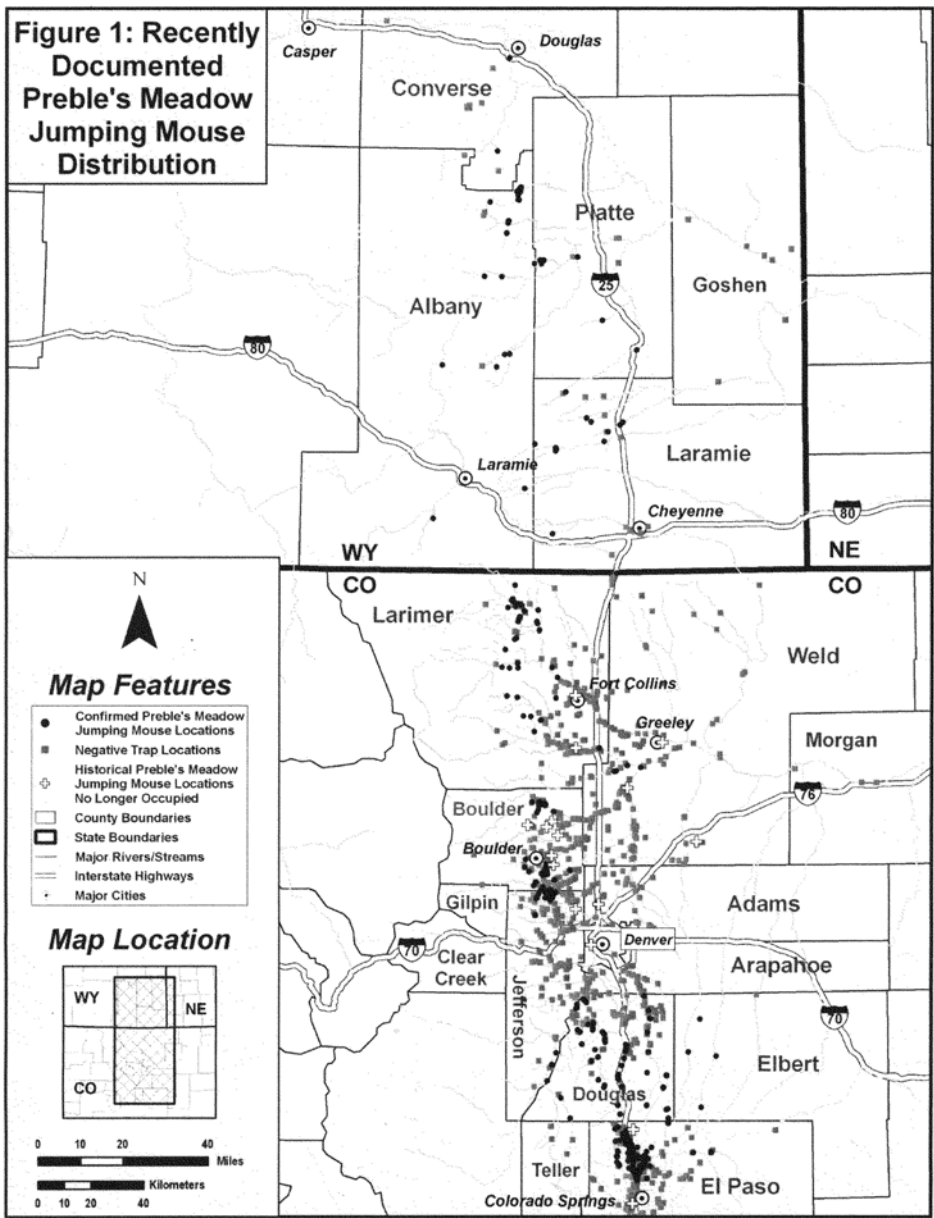 Figure 1: Recently
Documented
Preble's Meadow
Jumping Mouse
Distribution
Casper
Douglas
Converse
Platte
Goshen
25
Albany
80
Laramie
Laramie
Cheyenne
80
WY
NE
CO
CO
Larimer
Weld
Fort Collins
Greeley
Morgan
76
Boulder
Boulder
Gilpin
Adams
Denver
70
Clear
Creek
Arapahoe
Jefferson
70
Elbert
Douglas
Teller
El Paso
Colorado Springs
N
Map Features
Confirmed Preble's Meadow
Jumping Mouse Locations
Negative Trap Locations
Historical Preble's Meadow
Jumping Mouse Locations
No Longer Occupied
County Boundaries
State Boundaries
Major Rivers/Streams
Interstate Highways
Major Cities
Map Location
WY
NE
CO
0 10 20 40
Miles
Kilometers
0 10 20 40